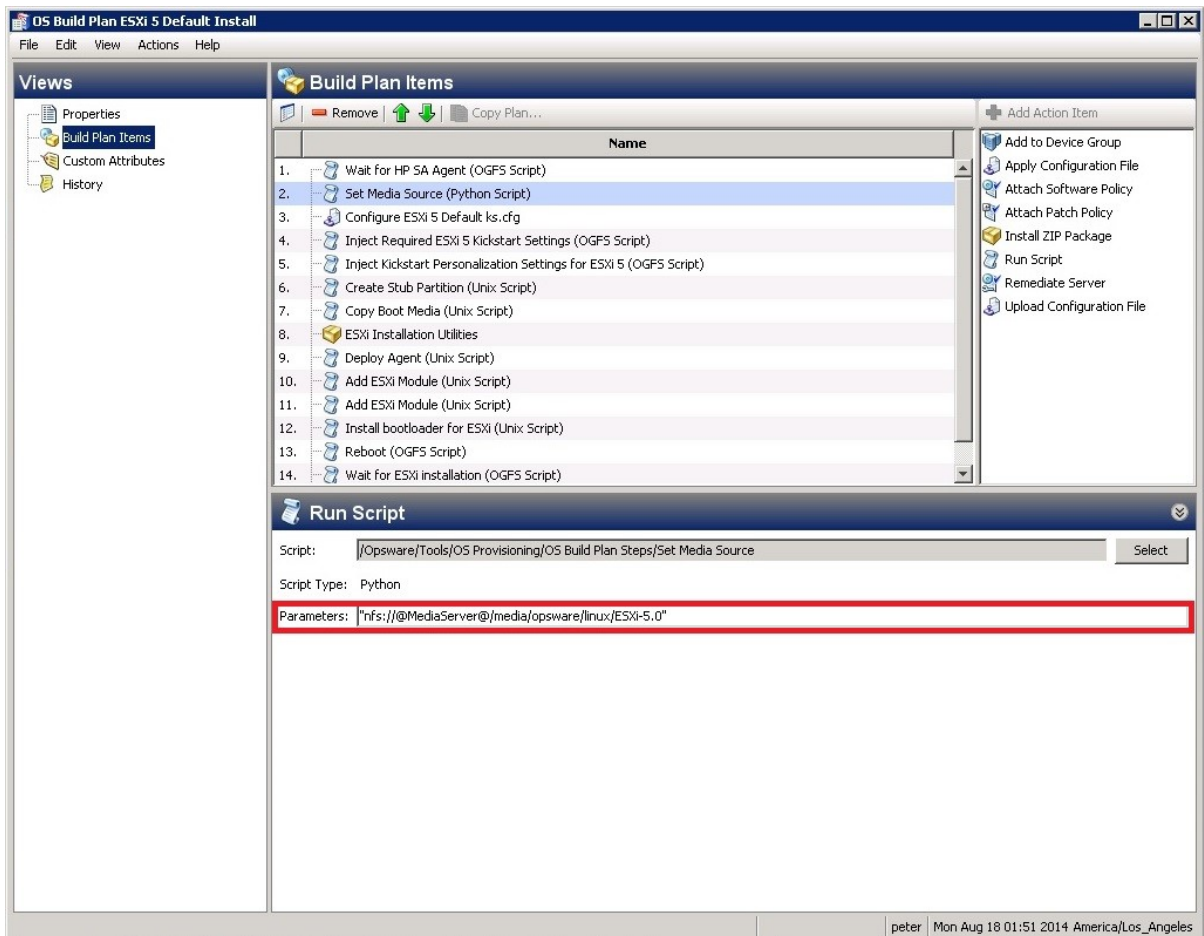 OS Build Plan ESXi 5 Default Install
File Edit View Actions Help
Views
Properties
Build Plan Items
Custom Attributes
History
Build Plan Items
Remove Copy Plan...
Name
1. Wait for HP SA Agent (OGFS Script)
2. Set Media Source (Python Script)
3. Configure ESXi 5 Default ks.cfg
4. Inject Required ESXi 5 Kickstart Settings (OGFS Script)
5. Inject Kickstart Personalization Settings for ESXi 5 (OGFS Script)
6. Create Stub Partition (Unix Script)
7. Copy Boot Media (Unix Script)
8. ESXi Installation Utilities
9. Deploy Agent (Unix Script)
10. Add ESXi Module (Unix Script)
11. Add ESXi Module (Unix Script)
12. Install bootloader for ESXi (Unix Script)
13. Reboot (OGFS Script)
14. Wait for ESXi installation (OGFS Script)
Add Action Item
Add to Device Group
Apply Configuration File
Attach Software Policy
Attach Patch Policy
Install ZIP Package
Run Script
Remediate Server
Upload Configuration File
Run Script
Script: /Opsware/Tools/OS Provisioning/OS Build Plan Steps/Set Media Source Select
Script Type: Python
Parameters: "nfs://@MediaServer@/media/opsware/linux/ESXi-5.0"
peter Mon Aug 18 01:51 2014 America/Los_Angeles